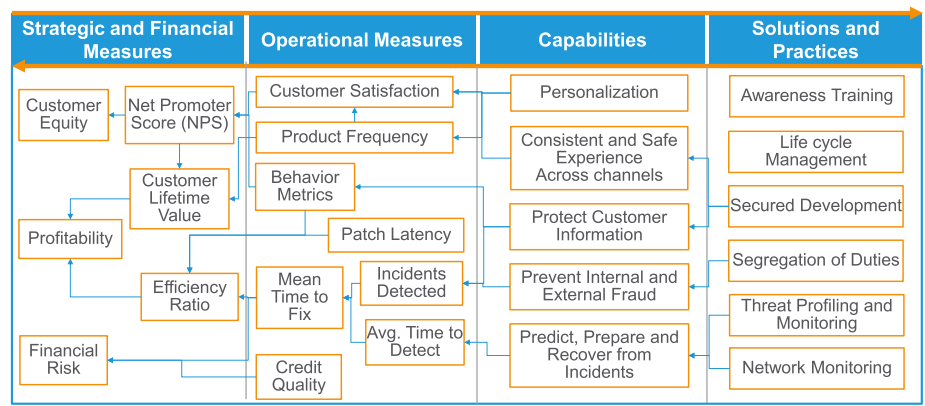 Strategic and Financial
Measures
Operational Measures
Capabilities
Solutions and
Practices
Customer
Equity
Net Promoter
Score (NPS)
Customer
Lifetime
Value
Profitability
Efficiency
Ratio
Financial
Risk
Customer Satisfaction
Product Frequency
Behavior
Metrics
Patch Latency
Mean
Time to
Fix
Incidents
Detected
Avg. Time to
Detect
Credit
Quality
Personalization
Consistent and Safe
Experience
Across channels
Protect Customer
Information
Prevent Internal and
External Fraud
Predict, Prepare and
Recover from
Incidents
Awareness Training
Life cycle
Management
Secured Development
Segregation of Duties
Threat Profiling and
Monitoring
Network Monitoring